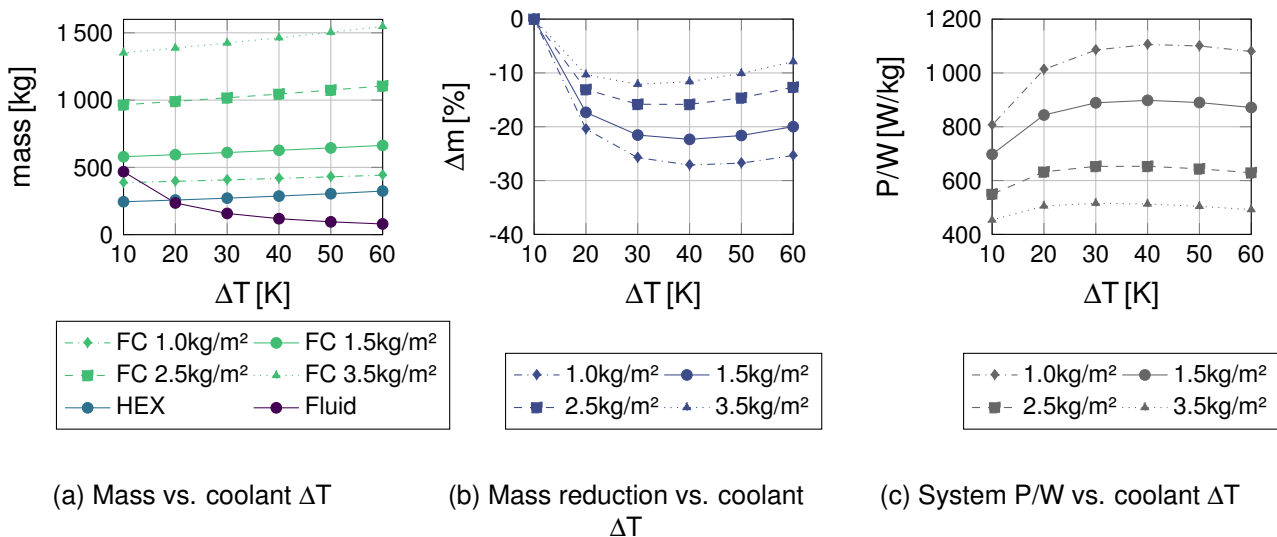 mass [kg]
1 500
1 000
500
0
10 20 30 40 50 60
ΔT [K]
FC 1.0kg/m² FC 1.5kg/m²
FC 2.5kg/m² FC 3.5kg/m²
HEX Fluid
(a) Mass vs. coolant ΔT
Δm [%]
0
-10
-20
-30
-40
10 20 30 40 50 60
ΔT [K]
1.0kg/m² 1.5kg/m²
2.5kg/m² 3.5kg/m²
(b) Mass reduction vs. coolant
ΔT
P/W [W/kg]
1 200
1 000
800
600
400
10 20 30 40 50 60
ΔT [K]
1.0kg/m² 1.5kg/m²
2.5kg/m² 3.5kg/m²
(c) System P/W vs. coolant ΔT